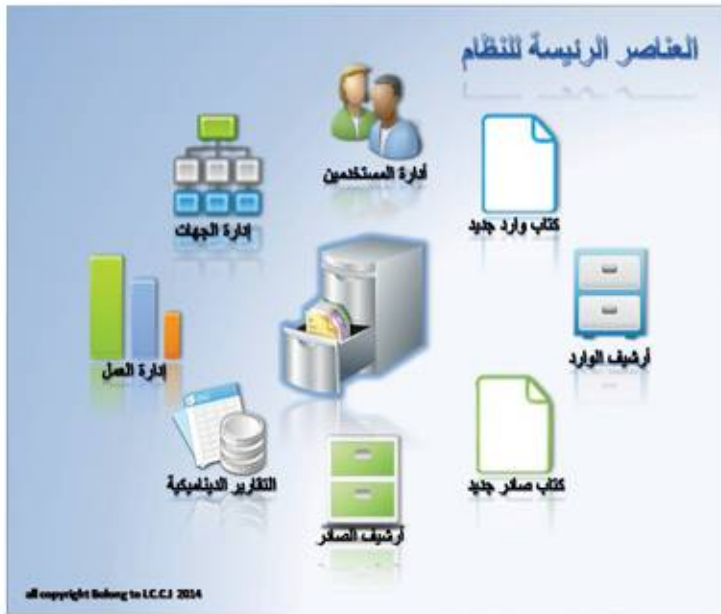 العناصر الرئيسة للنظام
أدارة المستخدمين
كتاب وارد جديد
إدارة الجهات
أرشيف الوارد
إدارة العمل
كتاب صادر جديد
التقارير الديناميكية
أرشيف الصادر
all copyright Belong to I.C.C.I 2014